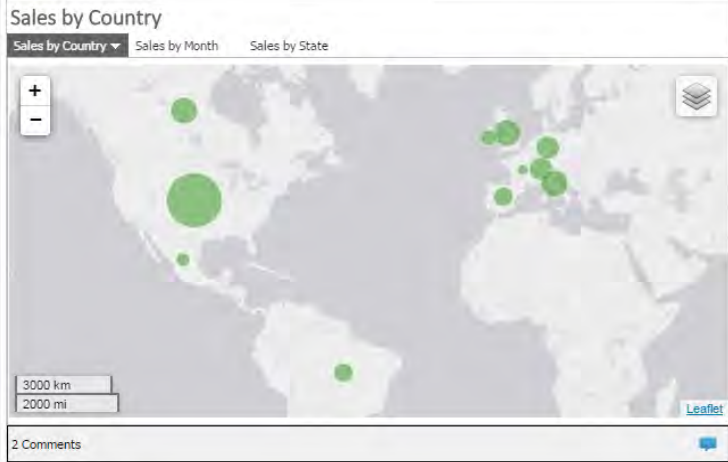 Sales by Country
Sales by Country ▼ Sales by Month Sales by State
+
−
3000 km
2000 mi
Leaflet
2 Comments